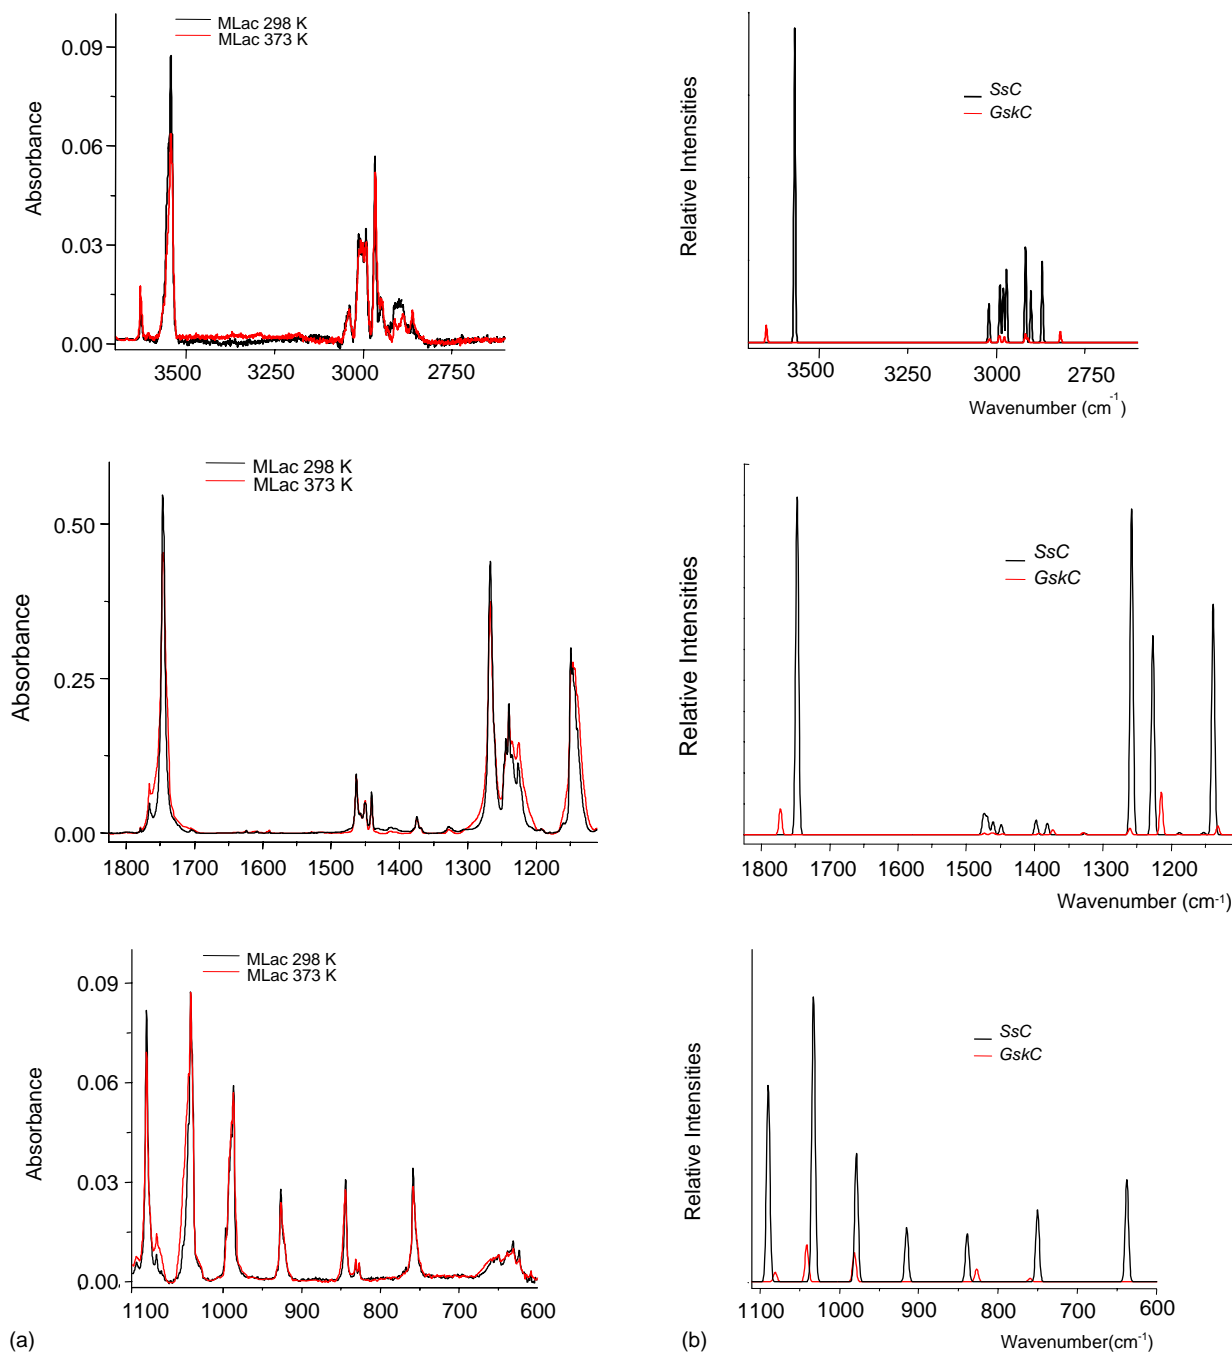 MLac 298 K
MLac 373 K
Absorbance
0.09
0.06
0.03
0.00
3500 3250 3000 2750
SsC
GskC
Relative Intensities
3500 3250 3000 2750
Wavenumber (cm-1)
MLac 298 K
MLac 373 K
Absorbance
0.50
0.25
0.00
1800 1700 1600 1500 1400 1300 1200
SsC
GskC
Relative Intensities
1800 1700 1600 1500 1400 1300 1200
Wavenumber (cm-1)
MLac 298 K
MLac 373 K
Absorbance
0.09
0.06
0.03
0.00
1100 1000 900 800 700 600
(a)
SsC
GskC
Relative Intensities
1100 1000 900 800 700 600
Wavenumber(cm-1)
(b)